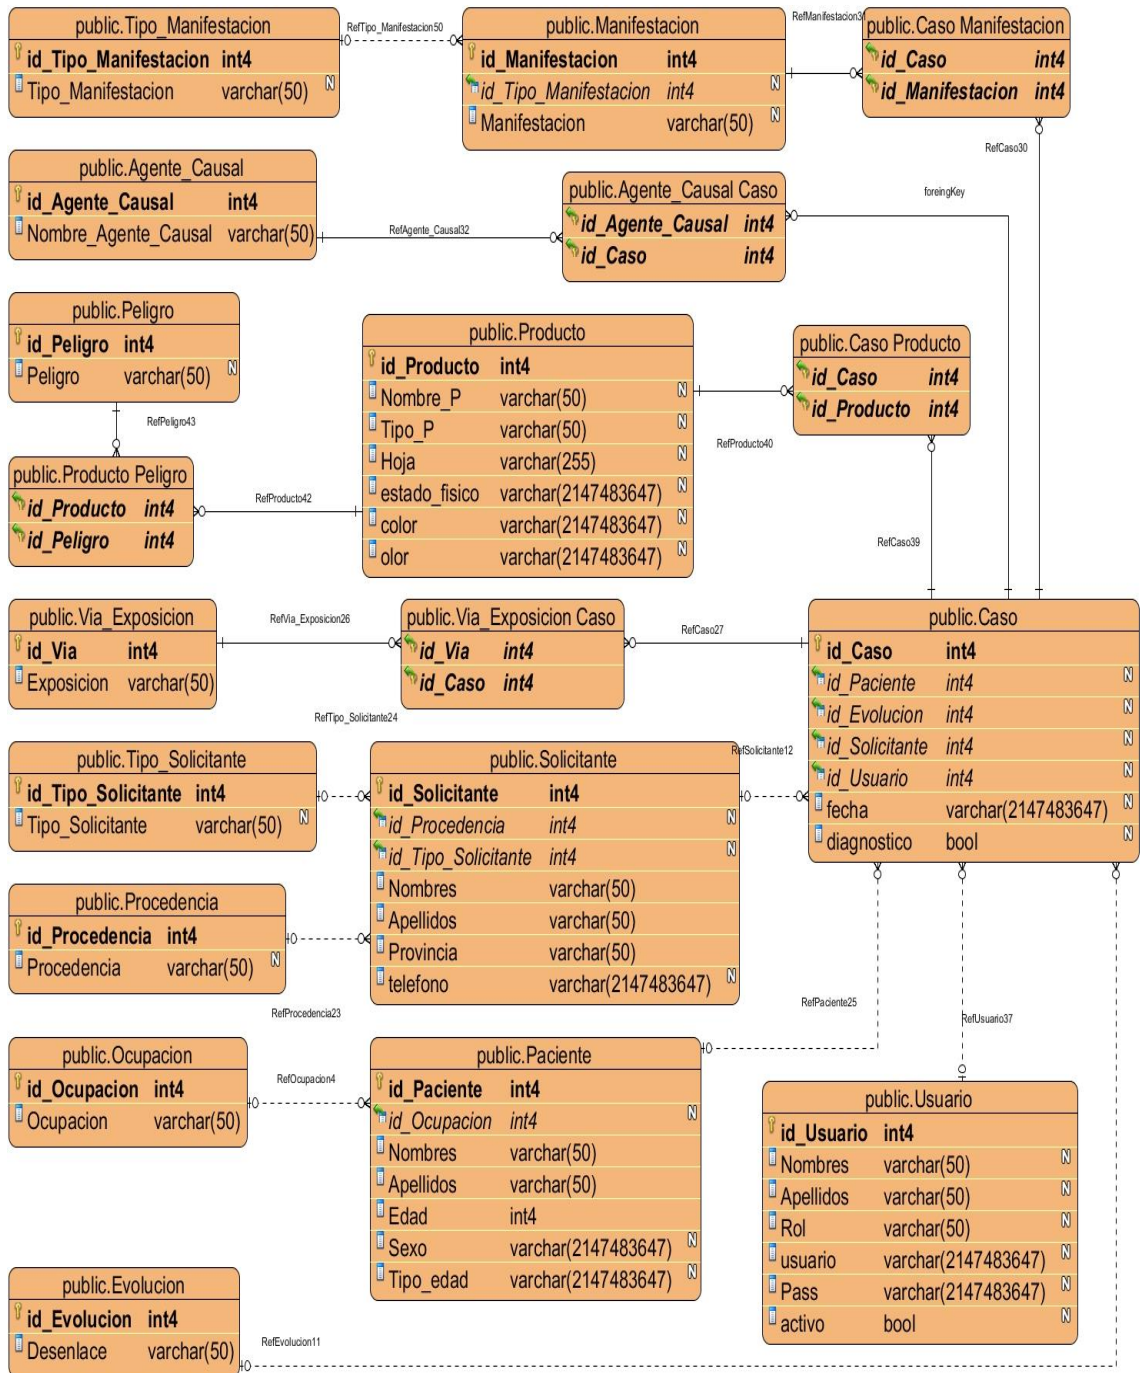 public.Tipo_Manifestacion
id_Tipo_Manifestacion int4
Tipo_Manifestacion varchar(50) N
RefTipo_Manifestacion50
public.Manifestacion
id_Manifestacion int4
id_Tipo_Manifestacion int4 N
Manifestacion varchar(50) N
RefManifestacion31
public.Caso Manifestacion
id_Caso int4
id_Manifestacion int4
RefCaso30
public.Agente_Causal
id_Agente_Causal int4
Nombre_Agente_Causal varchar(50)
RefAgente_Causal32
public.Agente_Causal Caso
id_Agente_Causal int4
id_Caso int4
foreingKey
public.Peligro
id_Peligro int4
Peligro varchar(50) N
RefPeligro43
public.Producto Peligro
id_Producto int4
id_Peligro int4
RefProducto42
public.Producto
id_Producto int4
Nombre_P varchar(50) N
Tipo_P varchar(50) N
Hoja varchar(255) N
estado_fisico varchar(2147483647) N
color varchar(2147483647) N
olor varchar(2147483647) N
RefProducto40
public.Caso Producto
id_Caso int4
id_Producto int4
RefCaso39
public.Via_Exposicion
id_Via int4
Exposicion varchar(50)
RefVia_Exposicion26
public.Via_Exposicion Caso
id_Via int4
id_Caso int4
RefCaso27
public.Caso
id_Caso int4
id_Paciente int4 N
id_Evolucion int4 N
id_Solicitante int4 N
id_Usuario int4 N
fecha varchar(2147483647) N
diagnostico bool N
RefTipo_Solicitante24
public.Tipo_Solicitante
id_Tipo_Solicitante int4
Tipo_Solicitante varchar(50) N
public.Solicitante
id_Solicitante int4
id_Procedencia int4 N
id_Tipo_Solicitante int4 N
Nombres varchar(50)
Apellidos varchar(50)
Provincia varchar(50)
telefono varchar(2147483647) N
RefSolicitante12
public.Procedencia
id_Procedencia int4
Procedencia varchar(50) N
RefProcedencia23
RefPaciente25
RefUsuario37
public.Ocupacion
id_Ocupacion int4
Ocupacion varchar(50)
RefOcupacion4
public.Paciente
id_Paciente int4
id_Ocupacion int4 N
Nombres varchar(50)
Apellidos varchar(50)
Edad int4
Sexo varchar(2147483647) N
Tipo_edad varchar(2147483647) N
public.Usuario
id_Usuario int4
Nombres varchar(50) N
Apellidos varchar(50) N
Rol varchar(50) N
usuario varchar(2147483647) N
Pass varchar(2147483647) N
activo bool N
public.Evolucion
id_Evolucion int4
Desenlace varchar(50)
RefEvolucion11